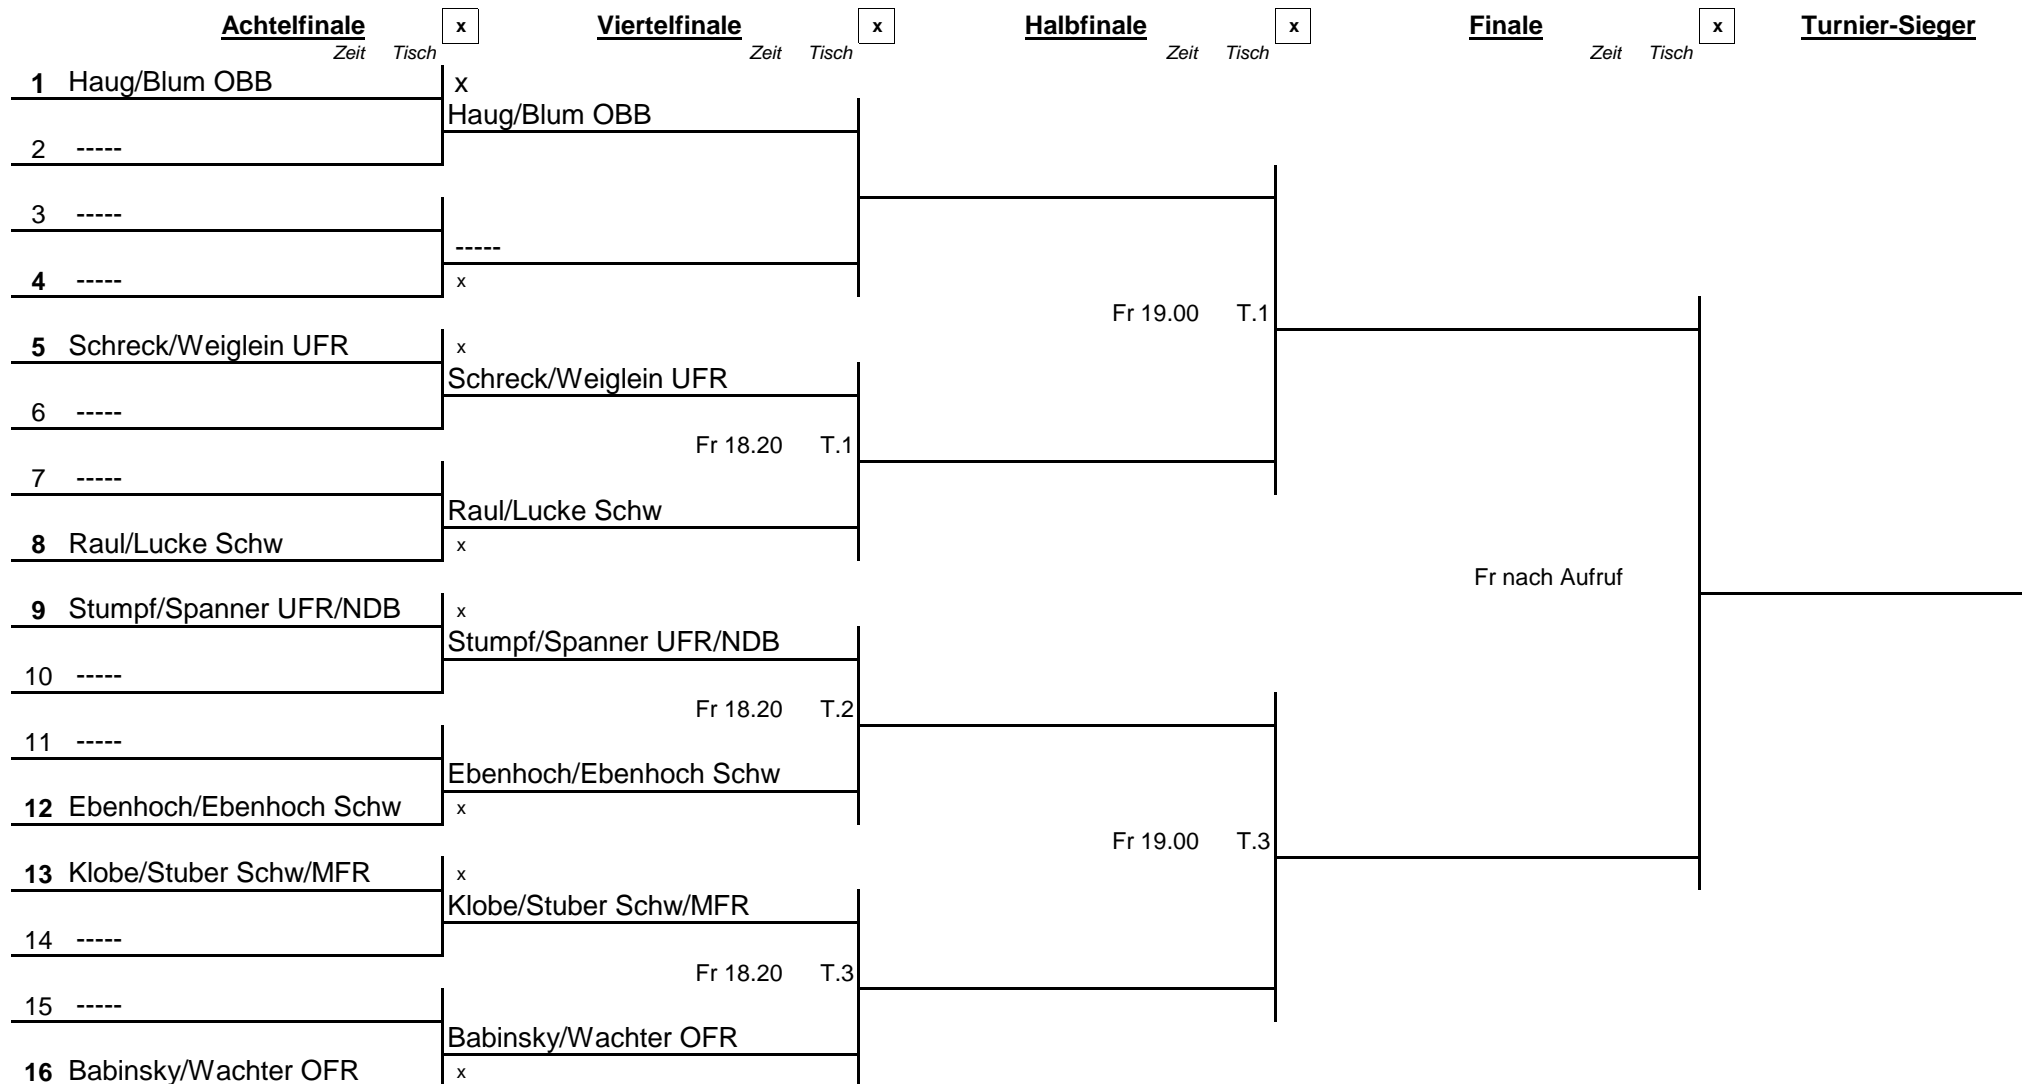 Achtelfinale x Viertelfinale x Halbfinale x Finale x Turnier-Sieger
Zeit Tisch Zeit Tisch Zeit Tisch Zeit Tisch
1 Haug/Blum OBB x
Haug/Blum OBB
2 -----
3 -----
-----
4 ----- x
Fr 19.00 T.1
5 Schreck/Weiglein UFR x
Schreck/Weiglein UFR
6 -----
Fr 18.20 T.1
7 -----
Raul/Lucke Schw
8 Raul/Lucke Schw x
Fr nach Aufruf
9 Stumpf/Spanner UFR/NDB x
Stumpf/Spanner UFR/NDB
10 -----
Fr 18.20 T.2
11 -----
Ebenhoch/Ebenhoch Schw
12 Ebenhoch/Ebenhoch Schw x
Fr 19.00 T.3
13 Klobe/Stuber Schw/MFR x
Klobe/Stuber Schw/MFR
14 -----
Fr 18.20 T.3
15 -----
Babinsky/Wachter OFR
16 Babinsky/Wachter OFR x